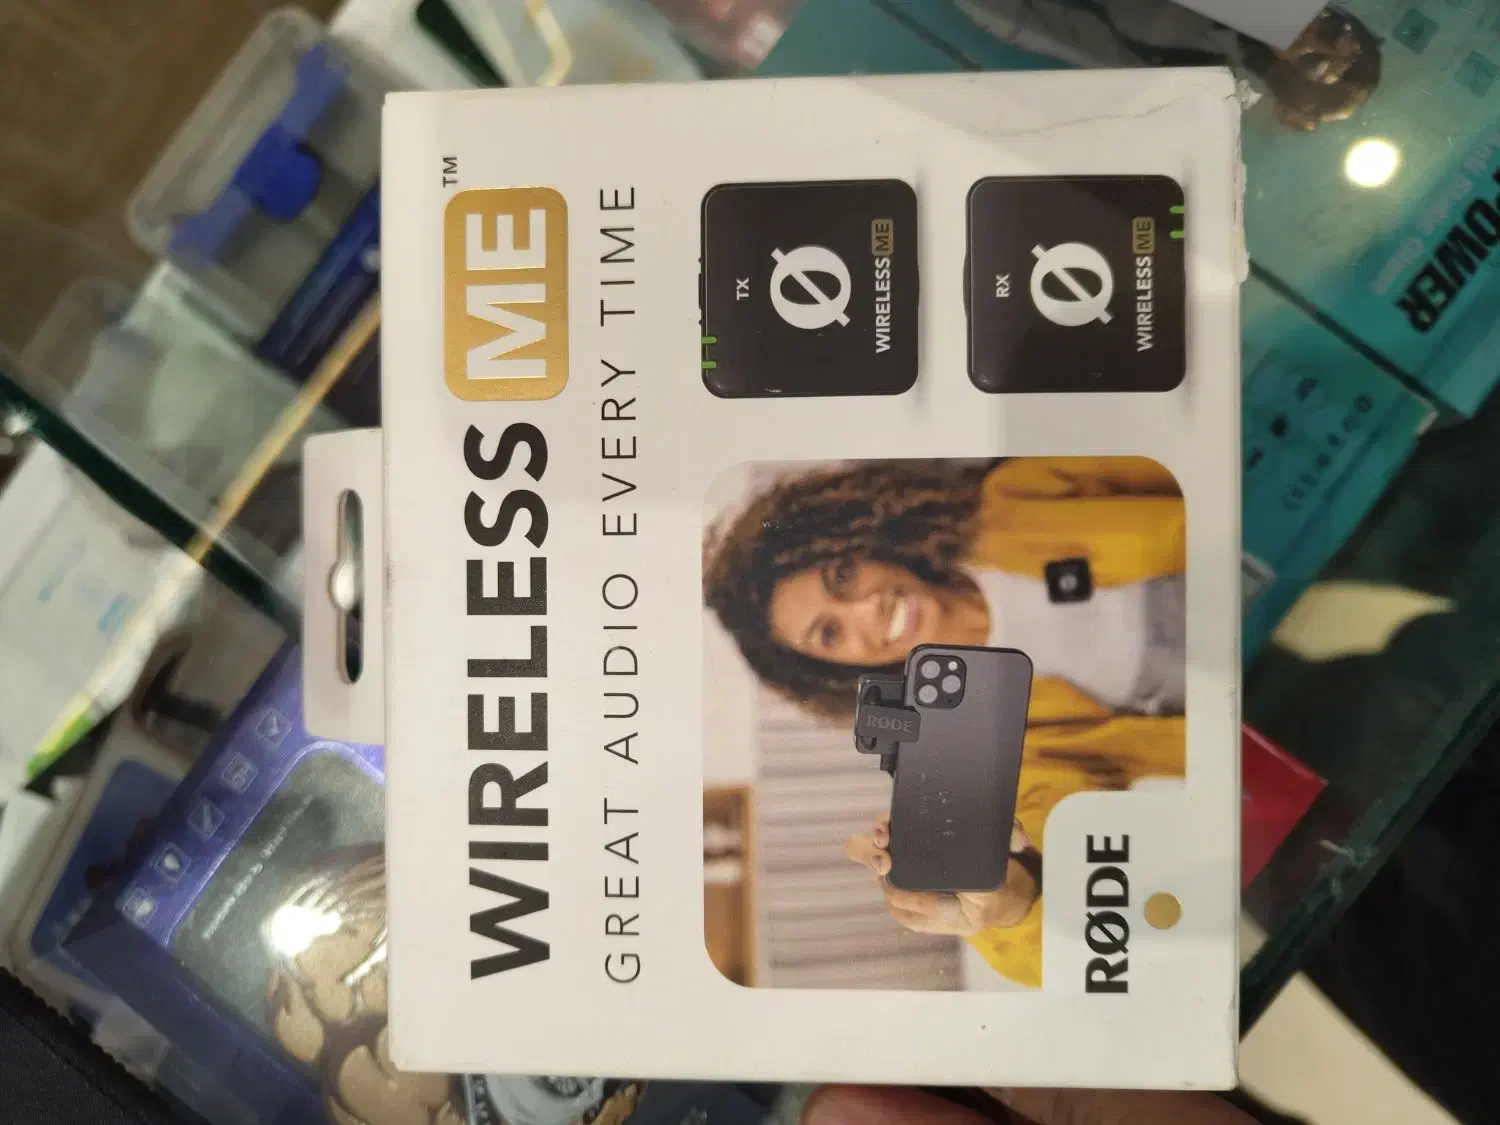 WIRELESS ME™
GREAT AUDIO EVERY TIME
TX
WIRELESS ME
RX
WIRELESS ME
RØDE
RØDE
POWER